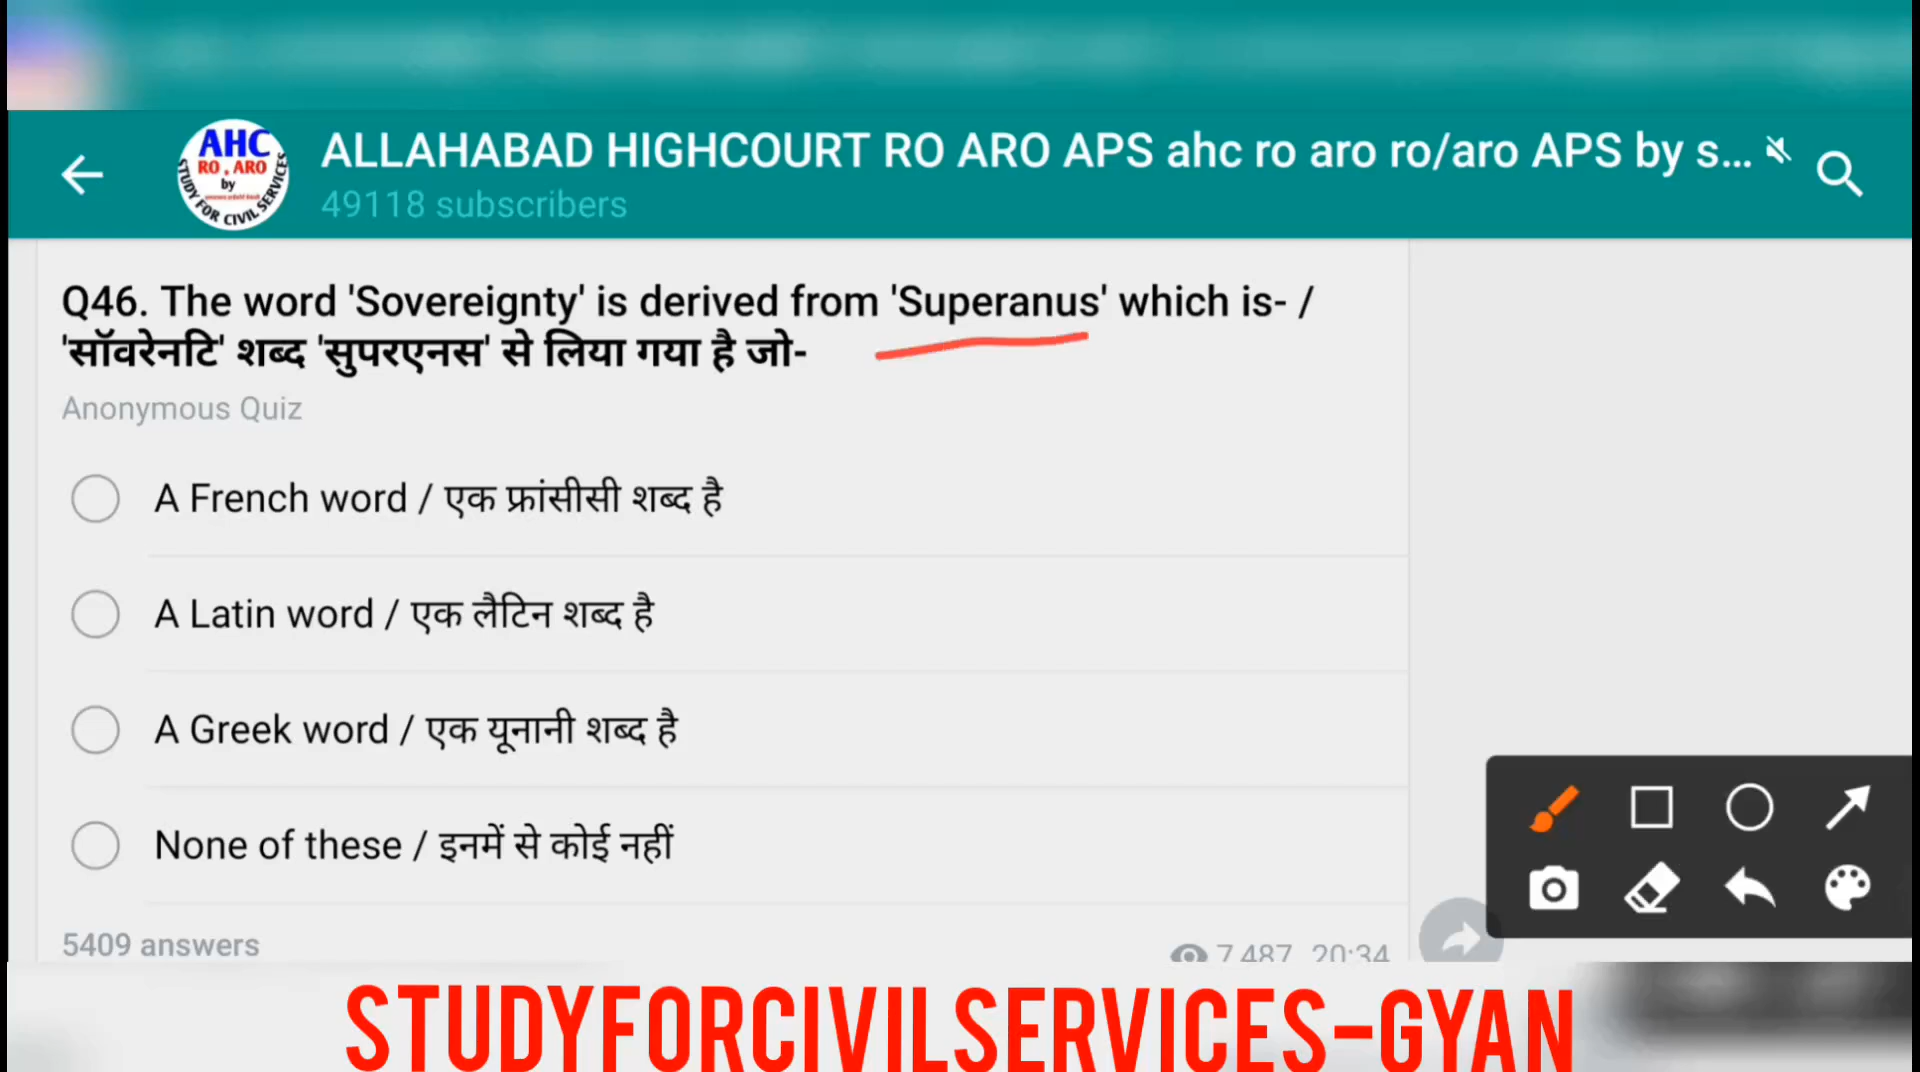 AHC
RO , ARO
by
STUDY FOR CIVIL SERVICES
ALLAHABAD HIGHCOURT RO ARO APS ahc ro aro ro/aro APS by s...
49118 subscribers
Q46. The word 'Sovereignty' is derived from 'Superanus' which is- /
'सॉवरेनटि' शब्द 'सुपरएनस' से लिया गया है जो-
Anonymous Quiz
A French word / एक फ्रांसीसी शब्द है
A Latin word / एक लैटिन शब्द है
A Greek word / एक यूनानी शब्द है
None of these / इनमें से कोई नहीं
5409 answers
7,487 20:34
STUDYFORCIVILSERVICES-GYAN